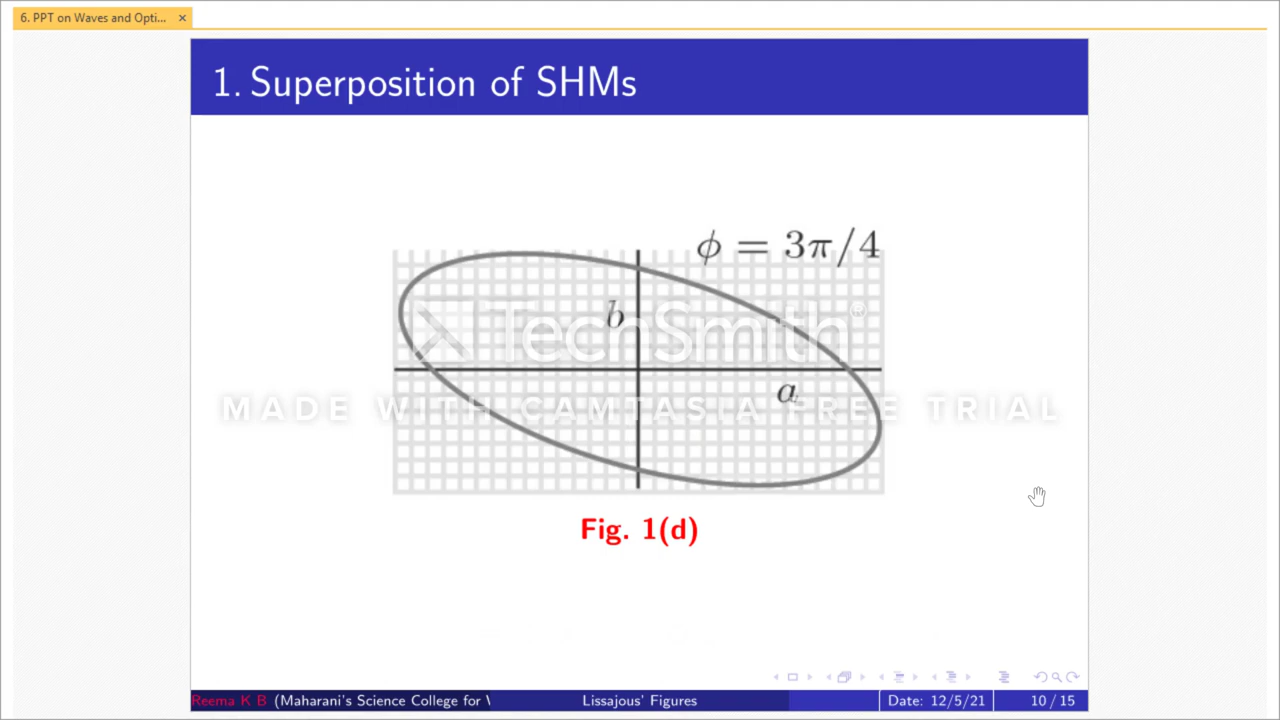 6. PPT on Waves and Opti... ×
1. Superposition of SHMs
ϕ = 3π/4
b
TechSmith®
a
MADE WITH CAMTASIA FREE TRIAL
Fig. 1(d)
Reema K B (Maharani's Science College for \ Lissajous' Figures Date: 12/5/21 10 / 15